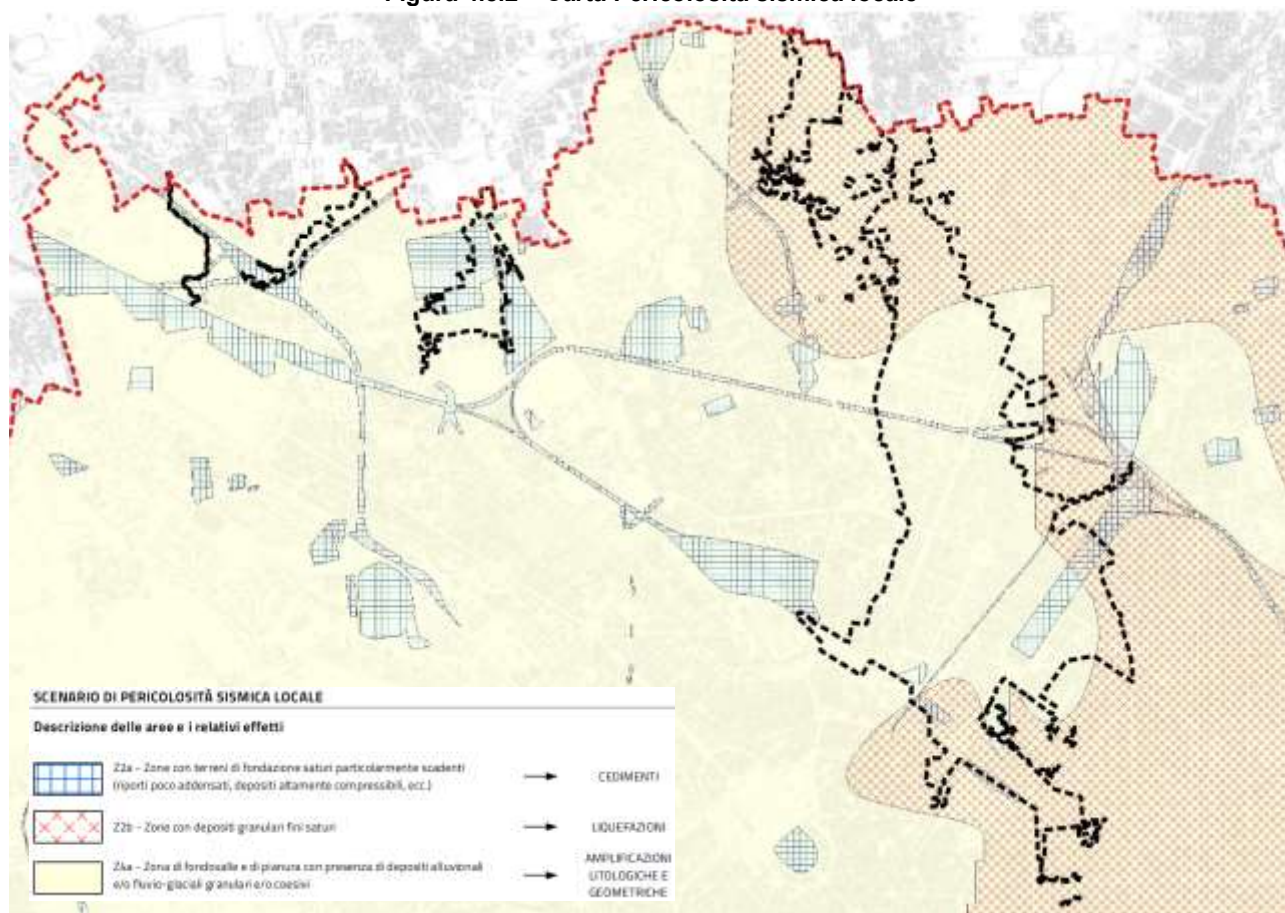 Figura 4.8.2 – Carta Pericolosità sismica locale
SCENARIO DI PERICOLOSITÀ SISMICA LOCALE
Descrizione delle aree e i relativi effetti
Z2a – Zone con terreni di fondazione saturi particolarmente scadenti
(riporti poco addensati, depositi altamente compressibili, ecc.)
CEDIMENTI
Z2b – Zone con depositi granulari fini saturi
LIQUEFAZIONI
Z4a – Zona di fondovalle e di pianura con presenza di depositi alluvionali
e/o fluvio-glaciali granulari e/o coesivi
AMPLIFICAZIONI
LITOLOGICHE E
GEOMETRICHE